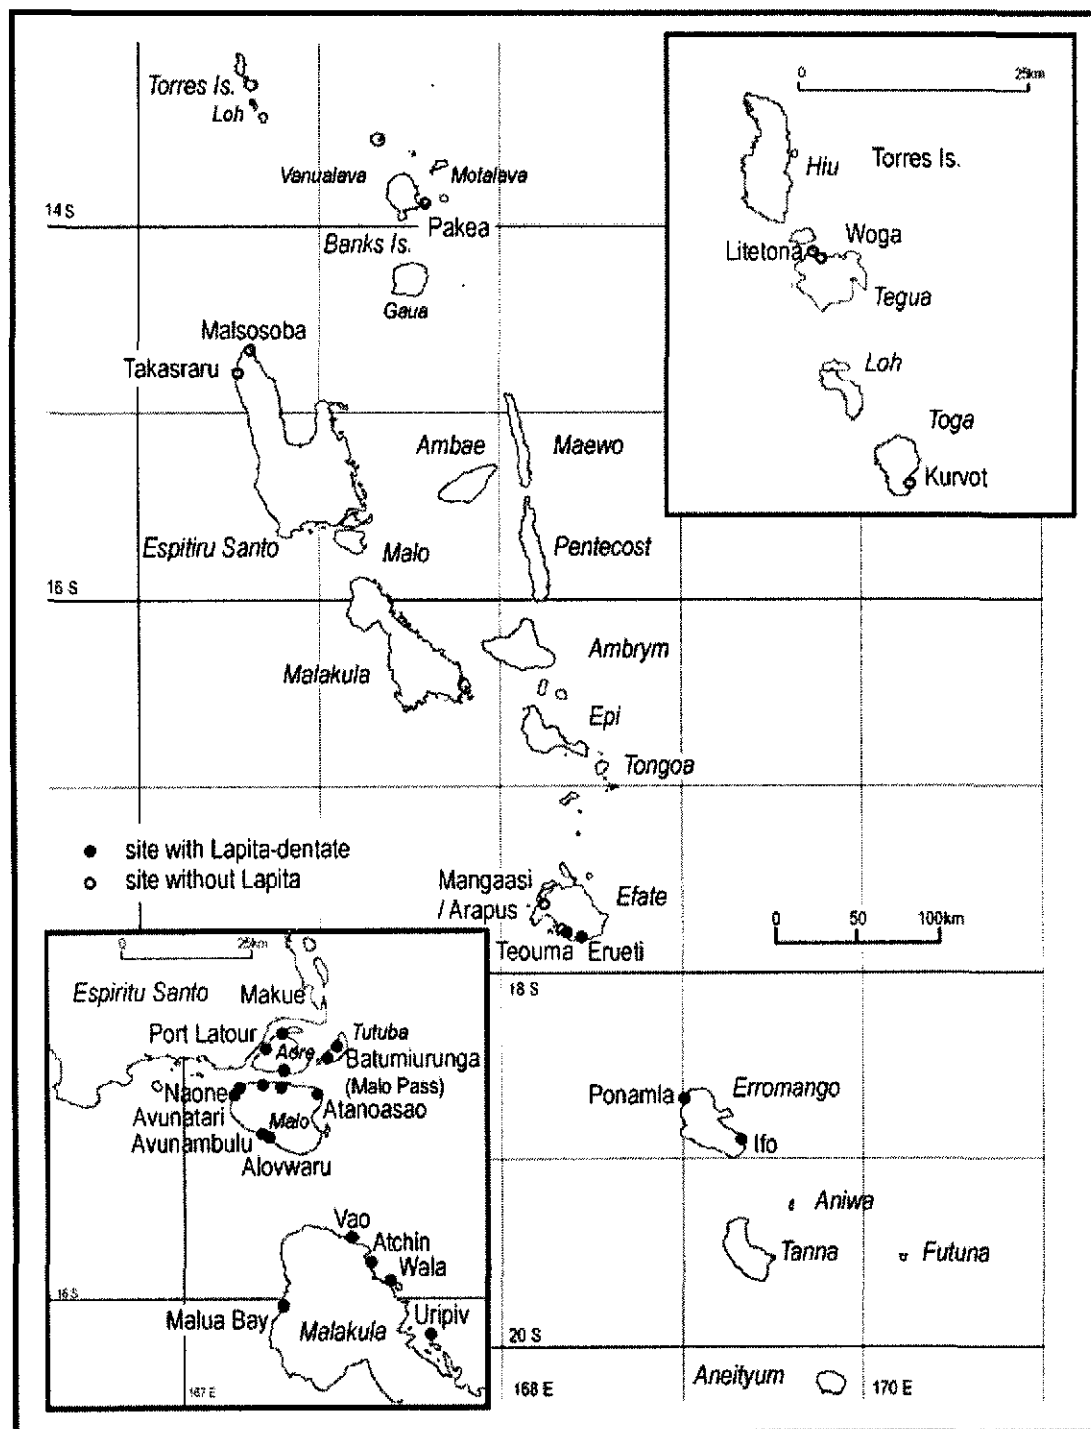 Torres Is.
Loh
Vanualava
Motalava
14 S
Pakea
Banks Is.
Gaua
Malsosoba
Takasraru
Ambae
Maewo
Espitiru Santo
Malo
Pentecost
16 S
Malakula
Ambrym
Epi
Tongoa
site with Lapita-dentate
site without Lapita
Mangaasi
/ Arapus
Efate
0 50 100km
Teouma Erueti
18 S
Ponamla
Erromango
Ifo
Aniwa
Tanna
Futuna
20 S
Aneityum
168 E
170 E
0 25km
Hiu
Torres Is.
Litetona
Woga
Tegua
Loh
Toga
Kurvot
0 25km
Espiritu Santo
Makue
Port Latour
Aore
Tutuba
Batumiurunga
(Malo Pass)
Naone
Avunatari
Malo
Atanoasao
Avunambulu
Alovwaru
Vao
Atchin
Wala
16 S
Malua Bay
Malakula
Uripiv
167 E